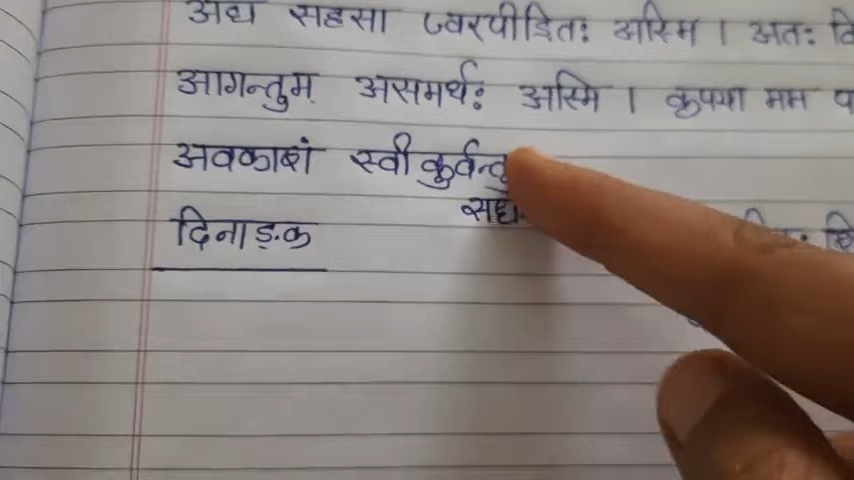 अद्य सहसा ज्वरपीडितः अस्मि । अतः
आगन्तुम् असमर्थः अस्मि । कृपया मम
अवकाशं स्वीकुर्वन्तु
दिनाङ्क